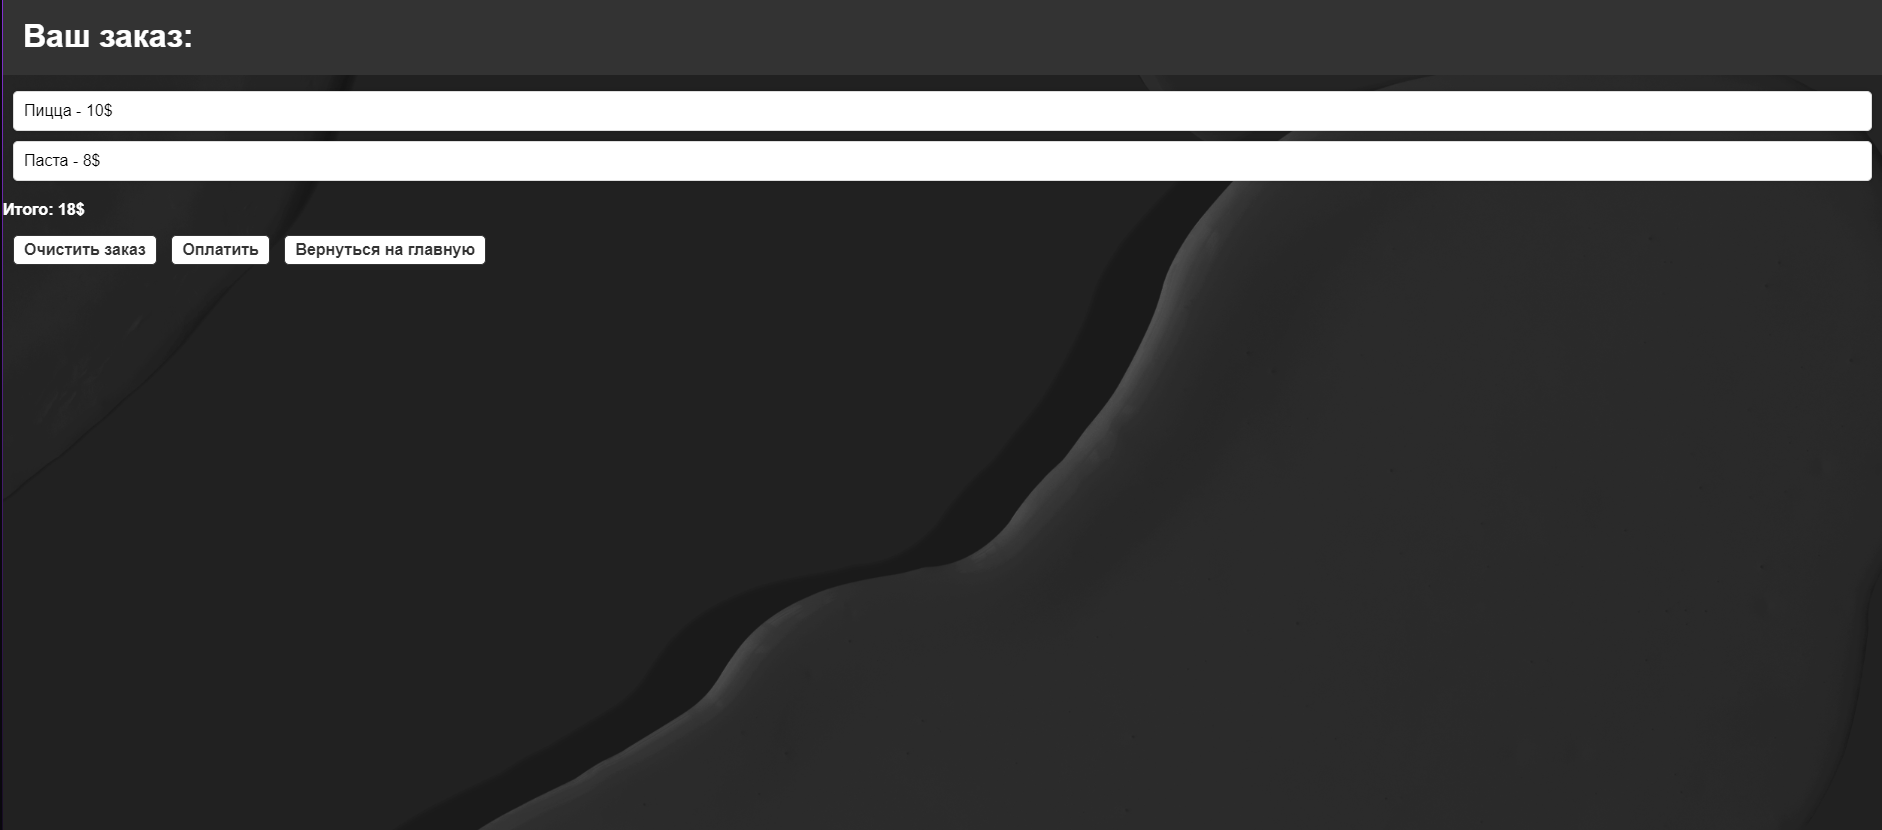 Ваш заказ:
Пицца - 10$
Паста - 8$
Итого: 18$
Очистить заказ Оплатить Вернуться на главную